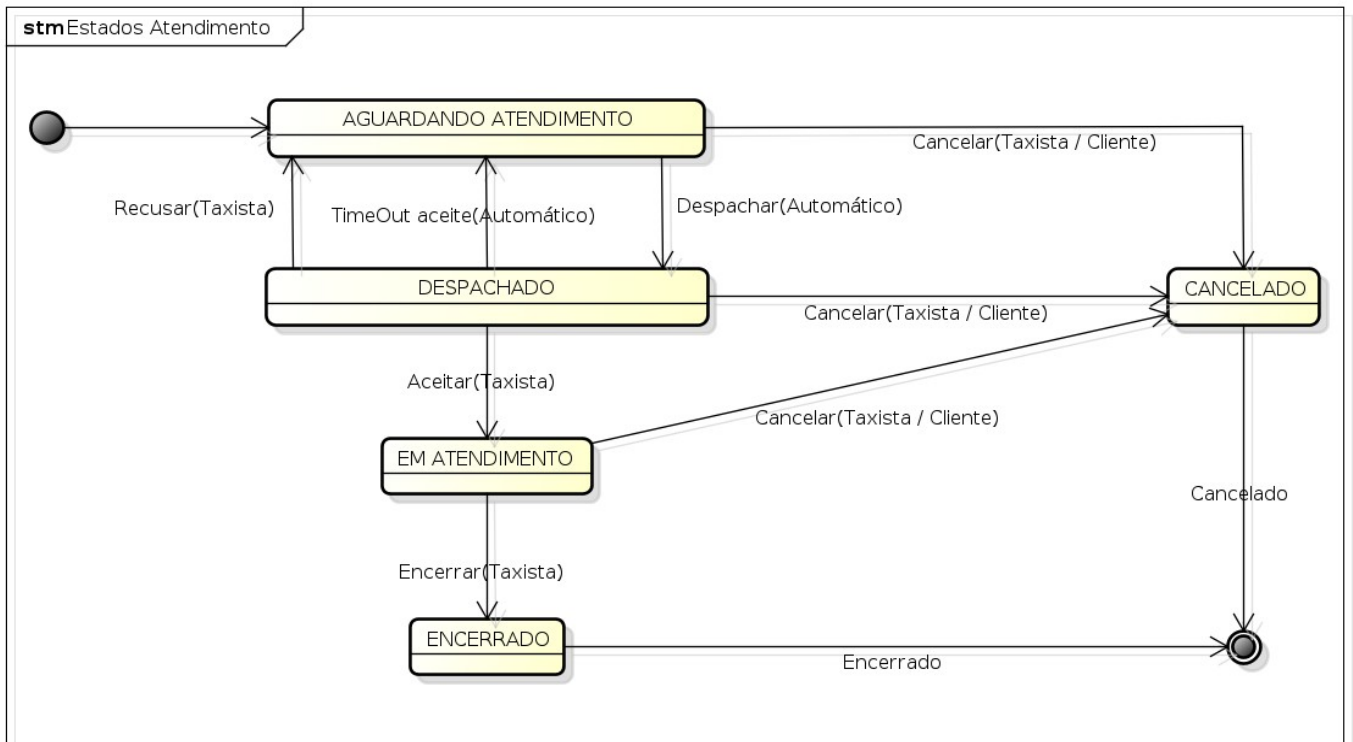 stm Estados Atendimento
AGUARDANDO ATENDIMENTO
Cancelar(Taxista / Cliente)
Recusar(Taxista)
TimeOut aceite(Automático)
Despachar(Automático)
DESPACHADO
CANCELADO
Cancelar(Taxista / Cliente)
Aceitar(Taxista)
Cancelar(Taxista / Cliente)
EM ATENDIMENTO
Cancelado
Encerrar(Taxista)
ENCERRADO
Encerrado